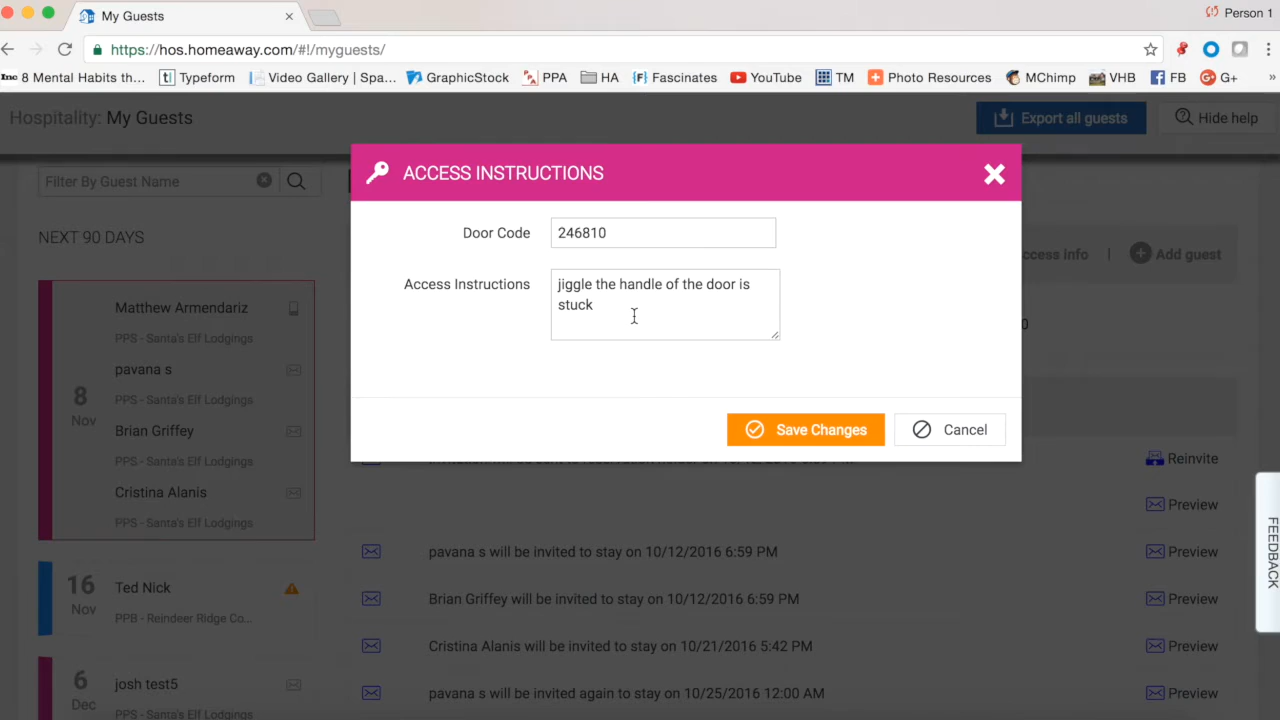 My Guests
Person 1
https://hos.homeaway.com/#!/myguests/
Inc 8 Mental Habits th...
t| Typeform
Video Gallery | Spa...
GraphicStock
PPA
HA
{F} Fascinates
YouTube
TM
Photo Resources
MChimp
VHB
FB
G+ G+
Hospitality: My Guests
Export all guests
Hide help
ACCESS INSTRUCTIONS
Filter By Guest Name
Door Code
246810
NEXT 90 DAYS
ccess info | Add guest
Access Instructions
jiggle the handle of the door is
stuck
Matthew Armendariz
PPS - Santa's Elf Lodgings
pavana s
PPS - Santa's Elf Lodgings
8
Nov
Brian Griffey
PPS - Santa's Elf Lodgings
Cristina Alanis
PPS - Santa's Elf Lodgings
Save Changes
Cancel
Reinvite
Preview
pavana s will be invited to stay on 10/12/2016 6:59 PM
Preview
Brian Griffey will be invited to stay on 10/12/2016 6:59 PM
Preview
Cristina Alanis will be invited to stay on 10/21/2016 5:42 PM
Preview
pavana s will be invited again to stay on 10/25/2016 12:00 AM
Preview
16
Nov
Ted Nick
PPB - Reindeer Ridge Co...
6
Dec
josh test5
PPS - Santa's Elf Lodgings
FEEDBACK